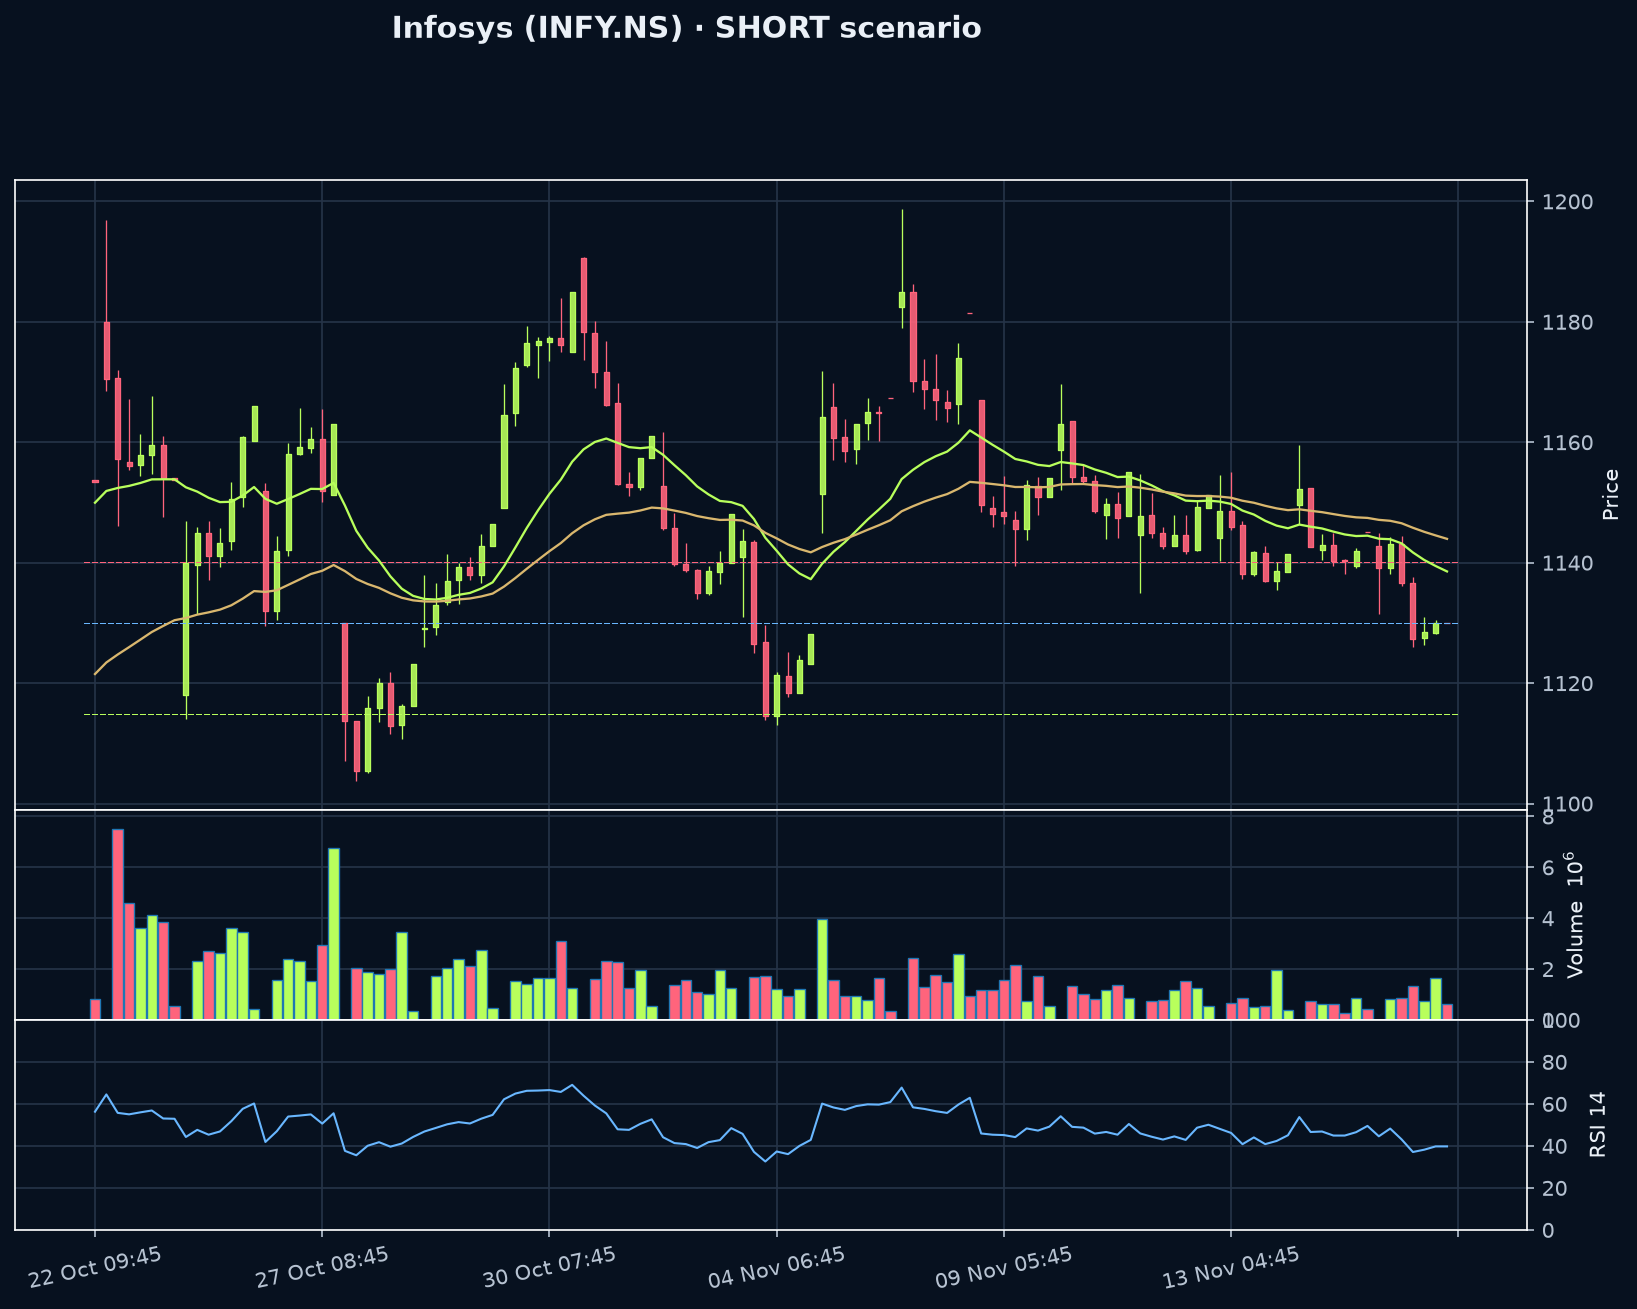 Infosys (INFY.NS) · SHORT scenario
1200
1180
1160
1140
1120
1100
Price
8
6
4
2
0
Volume 10⁶
100
80
60
40
20
0
RSI 14
22 Oct 09:45
27 Oct 08:45
30 Oct 07:45
04 Nov 06:45
09 Nov 05:45
13 Nov 04:45